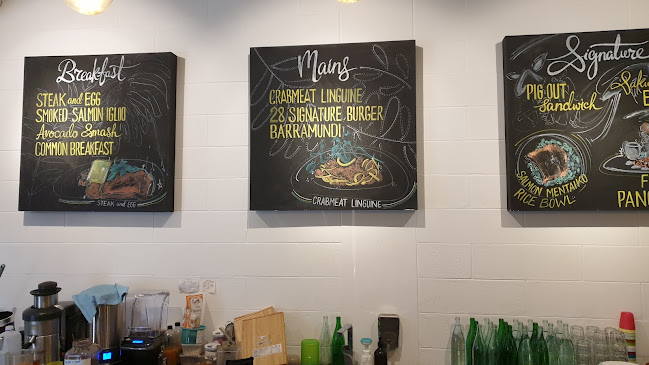 Breakfast
STEAK and EGG
SMOKED SALMON IGLOO
Avocado Smash
COMMON BREAKFAST
STEAK and EGG
Mains
CRABMEAT LINGUINE
28 SIGNATURE BURGER
BARRAMUNDI
CRABMEAT LINGUINE
Signature
PIG OUT
Sandwich
SALMON MENTAIKO
RICE BOWL